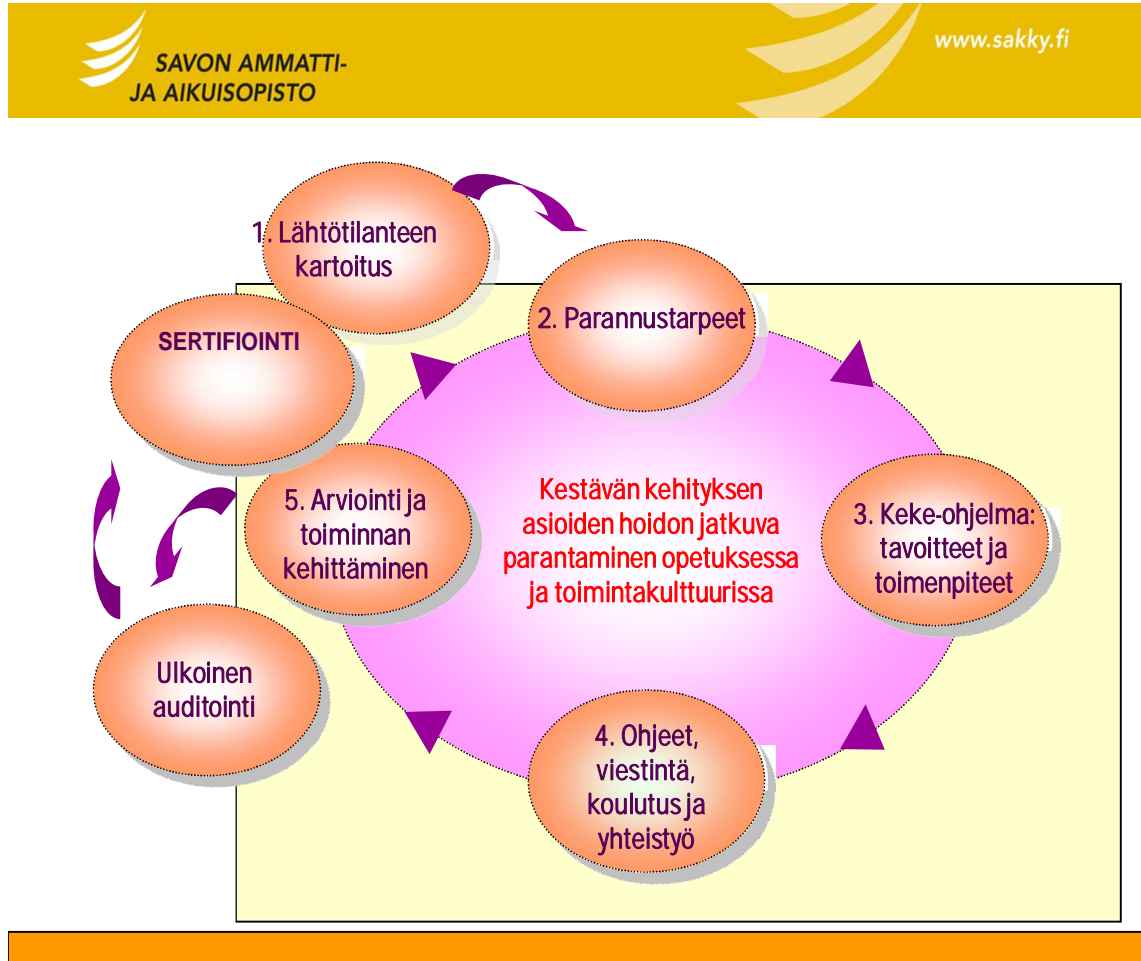 SAVON AMMATTI-
JA AIKUISOPISTO
www.sakky.fi
1. Lähtötilanteen
kartoitus
2. Parannustarpeet
SERTIFIOINTI
Kestävän kehityksen
asioiden hoidon jatkuva
parantaminen opetuksessa
ja toimintakulttuurissa
3. Keke-ohjelma:
tavoitteet ja
toimenpiteet
5. Arviointi ja
toiminnan
kehittäminen
Ulkoinen
auditointi
4. Ohjeet,
viestintä,
koulutus ja
yhteistyö